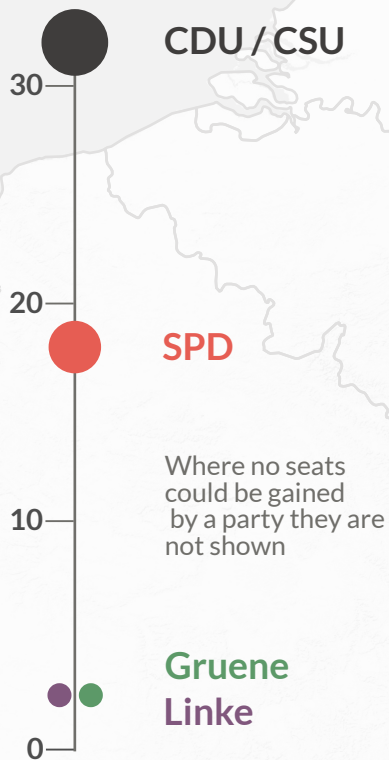 CDU / CSU
30
20
SPD
Where no seats
could be gained
by a party they are
not shown
10
Gruene
Linke
0